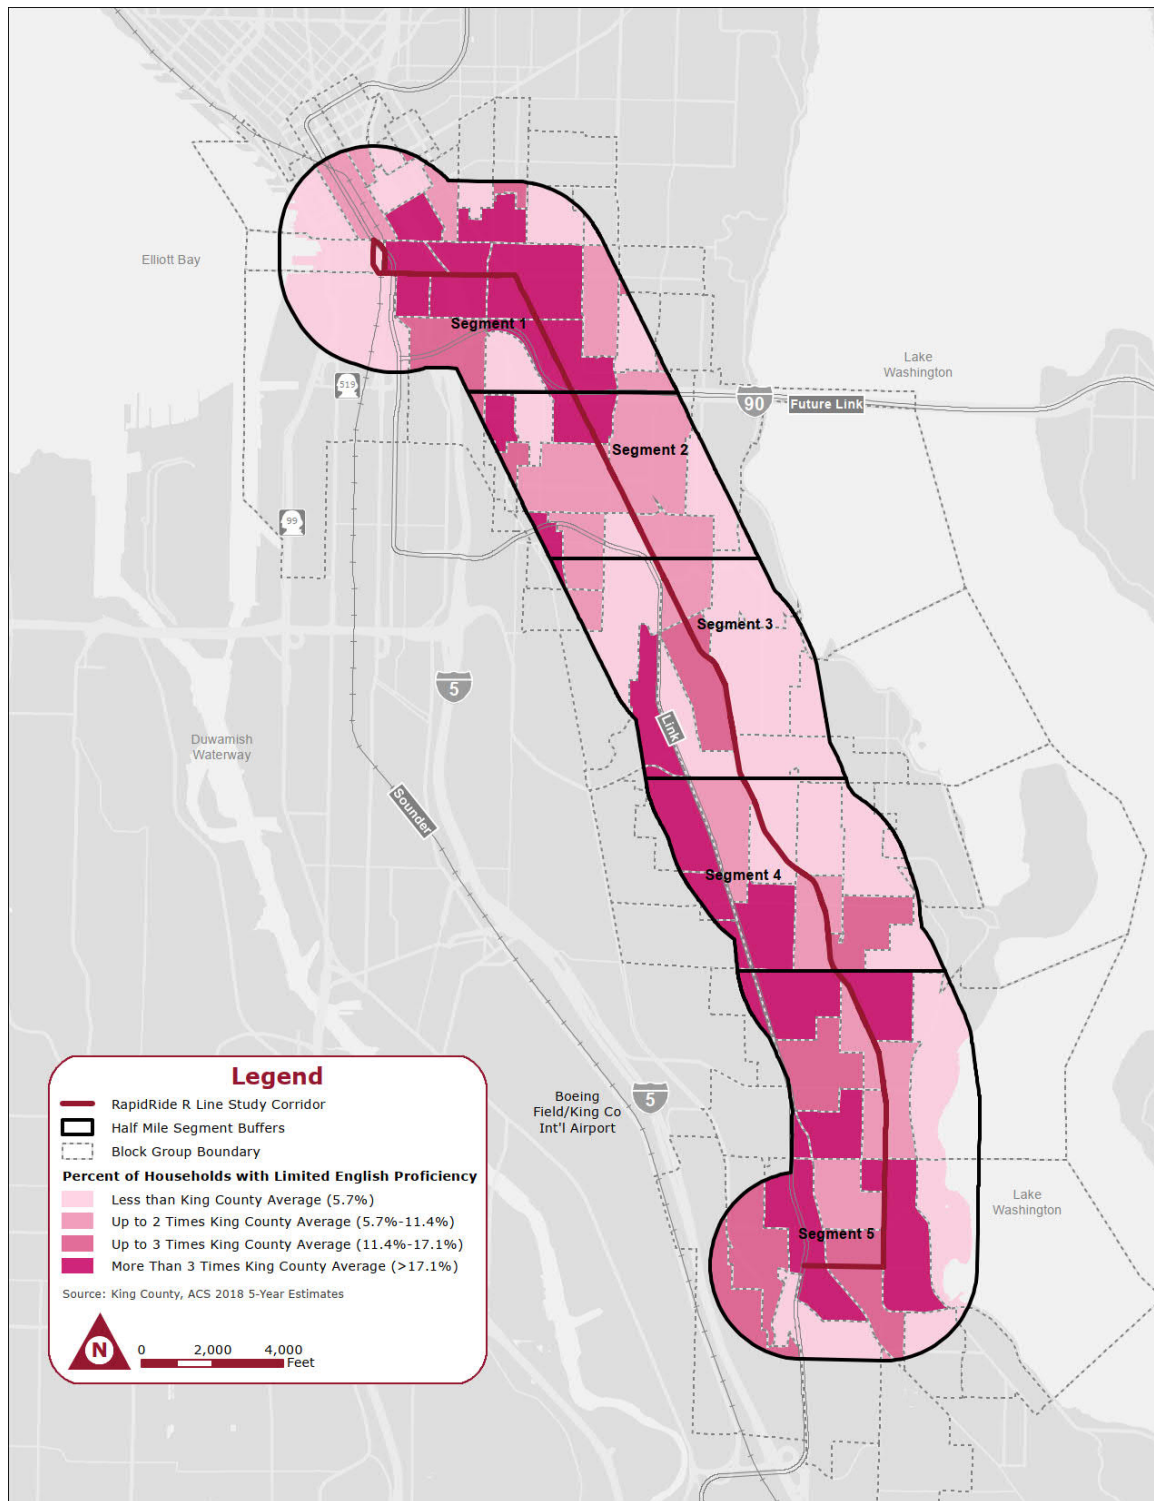 Elliott Bay
Segment 1
519
Lake
Washington
90
Future Link
Segment 2
99
Segment 3
5
Link
Duwamish
Waterway
Sounder
Segment 4
Boeing
Field/King Co
Int'l Airport
5
Lake
Washington
Segment 5
Legend
RapidRide R Line Study Corridor
Half Mile Segment Buffers
Block Group Boundary
Percent of Households with Limited English Proficiency
Less than King County Average (5.7%)
Up to 2 Times King County Average (5.7%-11.4%)
Up to 3 Times King County Average (11.4%-17.1%)
More Than 3 Times King County Average (>17.1%)
Source: King County, ACS 2018 5-Year Estimates
N
0 2,000 4,000
Feet